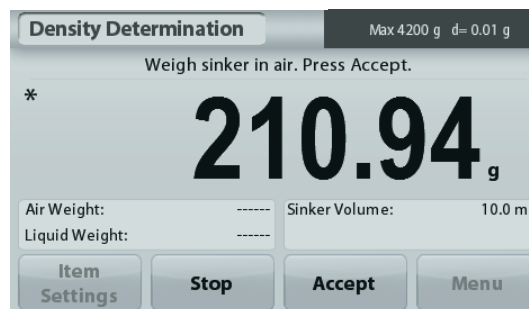 Density Determination Max 4200 g d= 0.01 g
Weigh sinker in air. Press Accept.
*
210.94 g
Air Weight: ------ Sinker Volume: 10.0 m
Liquid Weight: ------
Item Settings Stop Accept Menu